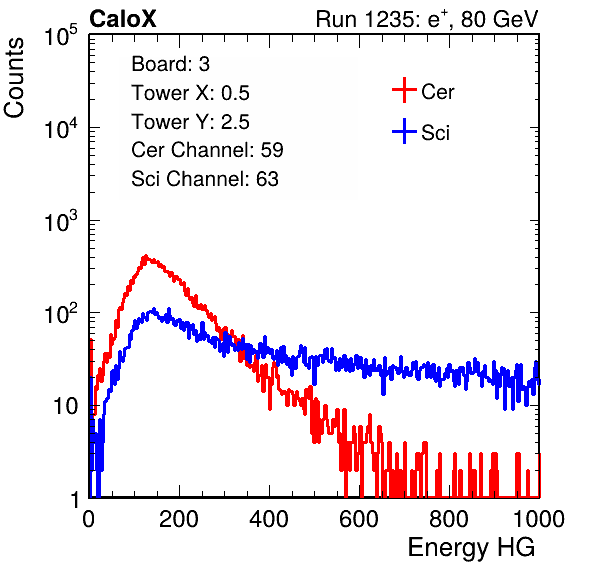 CaloX Run 1235: e+, 80 GeV
Counts
10^5
10^4
10^3
10^2
10
1
Board: 3
Tower X: 0.5
Tower Y: 2.5
Cer Channel: 59
Sci Channel: 63
Cer
Sci
0 200 400 600 800 1000
Energy HG